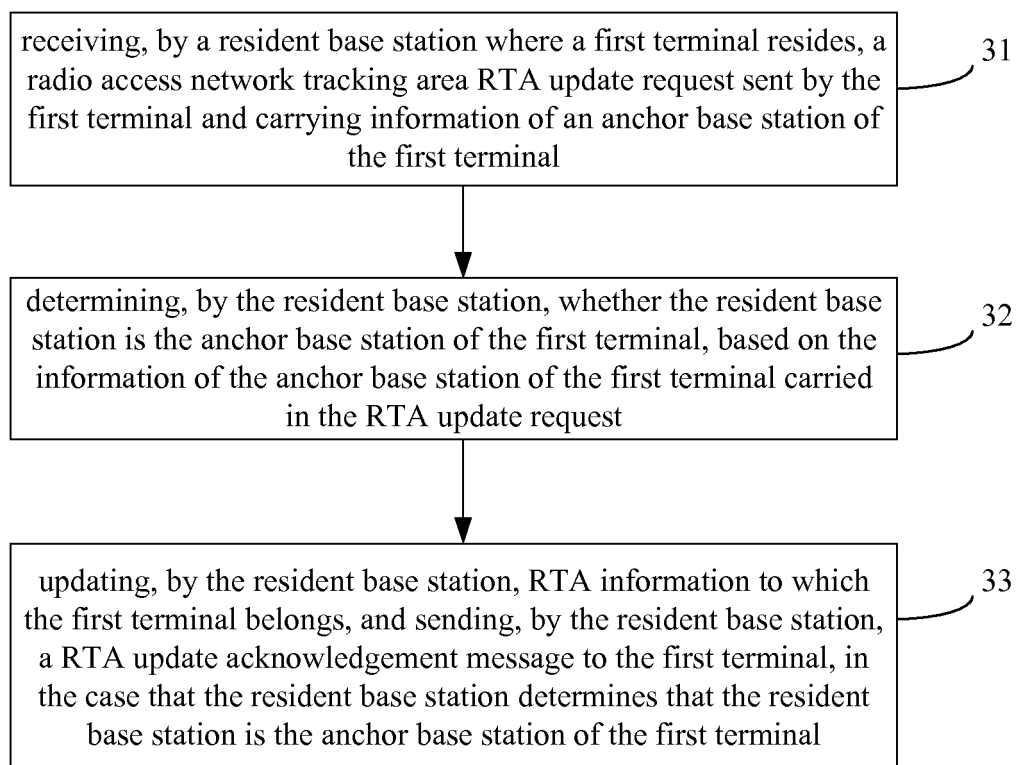 receiving, by a resident base station where a first terminal resides, a
radio access network tracking area RTA update request sent by the
first terminal and carrying information of an anchor base station of
the first terminal
31
determining, by the resident base station, whether the resident base
station is the anchor base station of the first terminal, based on the
information of the anchor base station of the first terminal carried
in the RTA update request
32
updating, by the resident base station, RTA information to which
the first terminal belongs, and sending, by the resident base station,
a RTA update acknowledgement message to the first terminal, in
the case that the resident base station determines that the resident
base station is the anchor base station of the first terminal
33